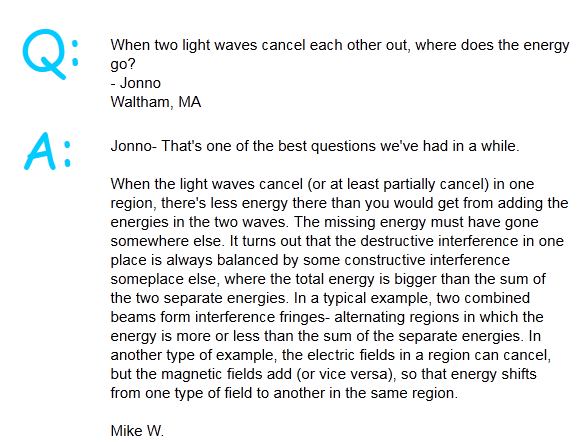 Q: When two light waves cancel each other out, where does the energy
go?
- Jonno
Waltham, MA
A: Jonno- That's one of the best questions we've had in a while.
When the light waves cancel (or at least partially cancel) in one
region, there's less energy there than you would get from adding the
energies in the two waves. The missing energy must have gone
somewhere else. It turns out that the destructive interference in one
place is always balanced by some constructive interference
someplace else, where the total energy is bigger than the sum of
the two separate energies. In a typical example, two combined
beams form interference fringes- alternating regions in which the
energy is more or less than the sum of the separate energies. In
another type of example, the electric fields in a region can cancel,
but the magnetic fields add (or vice versa), so that energy shifts
from one type of field to another in the same region.
Mike W.